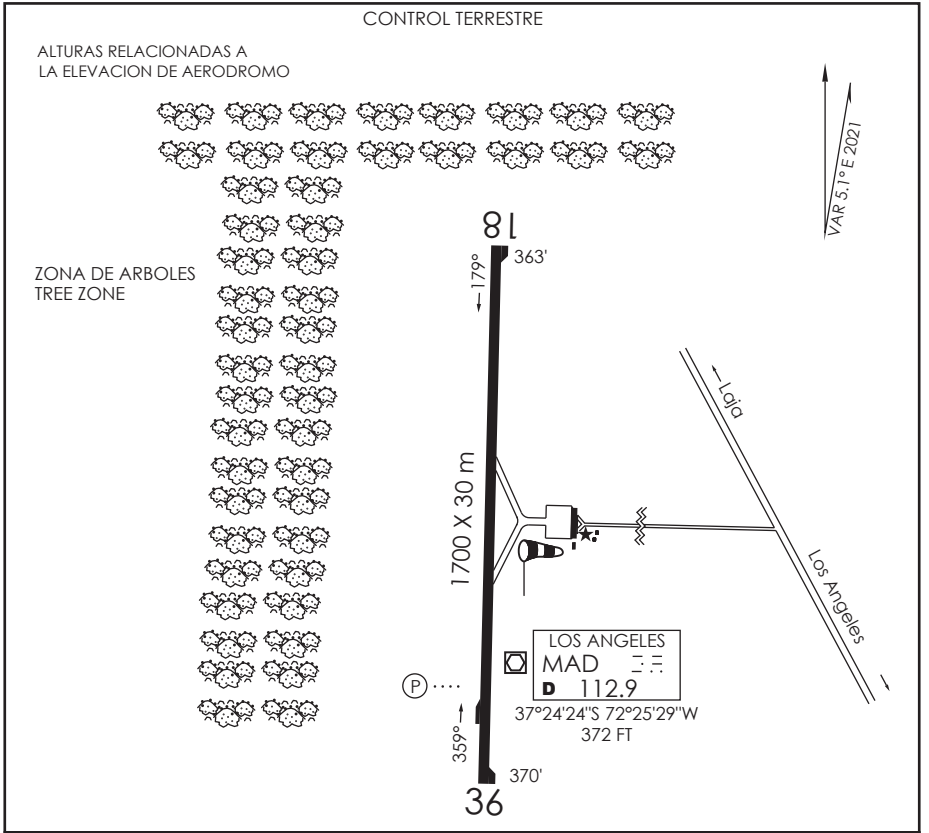 CONTROL TERRESTRE
ALTURAS RELACIONADAS A
LA ELEVACION DE AERODROMO
VAR 5.1° E 2021
18
363'
179°
ZONA DE ARBOLES
TREE ZONE
Laja
1700 X 30 m
Los Angeles
LOS ANGELES
MAD
D 112.9
P
37°24'24"S 72°25'29"W
372 FT
359°
370'
36